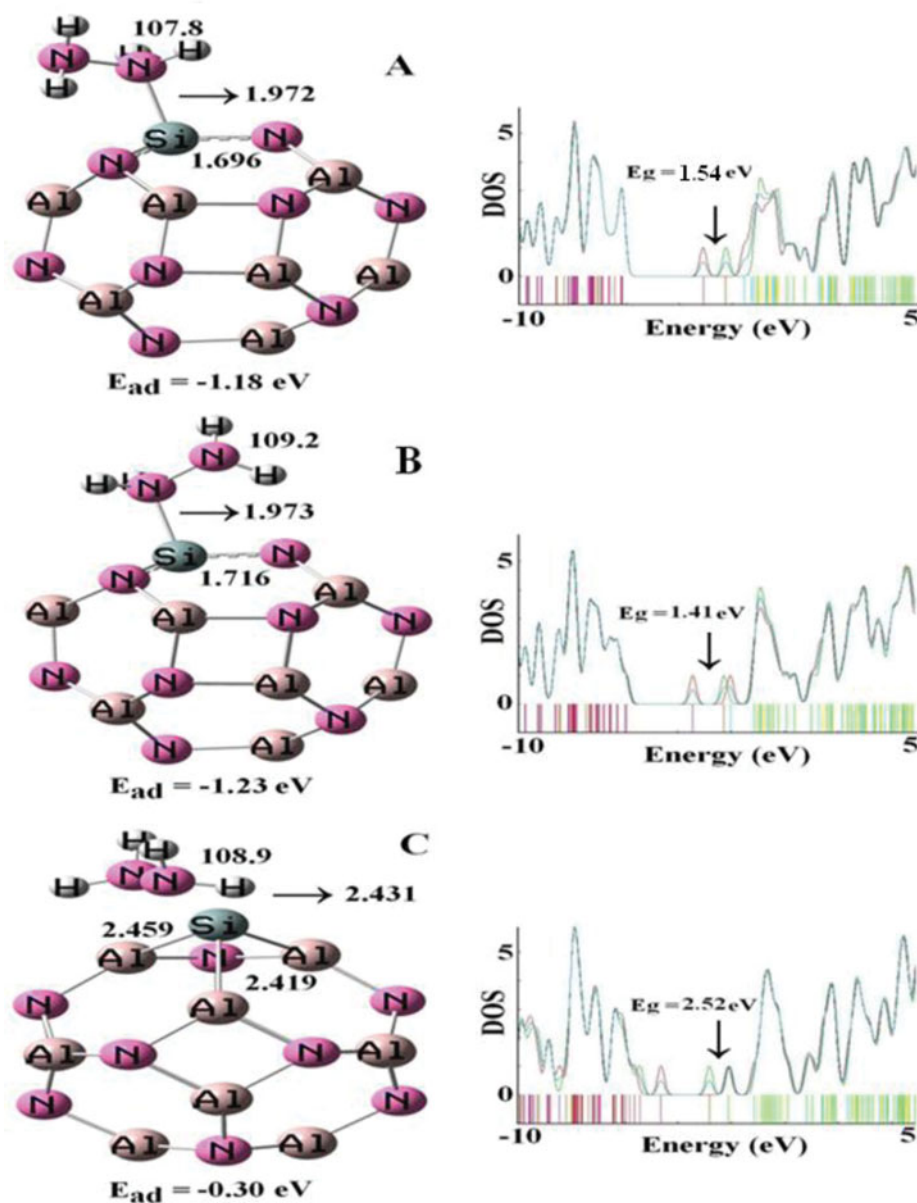 107.8
H
N
N
H
H
H
A
1.972
Si
N
1.696
N
Al
Al
Al
N
N
N
N
Al
Al
Al
N
N
Al
E_ad = -1.18 eV
5
DOS
0
Eg = 1.54 eV
-10
5
Energy (eV)
H
N
109.2
B
H
H
N
H
1.973
Si
N
1.716
N
Al
Al
Al
N
N
N
N
Al
Al
Al
N
N
Al
E_ad = -1.23 eV
5
DOS
0
Eg = 1.41 eV
-10
5
Energy (eV)
C
H
H
108.9
N
N
H
H
2.431
Si
2.459
Al
N
Al
2.419
N
Al
N
Al
N
N
Al
Al
N
N
Al
N
Al
E_ad = -0.30 eV
5
DOS
0
Eg = 2.52 eV
-10
5
Energy (eV)